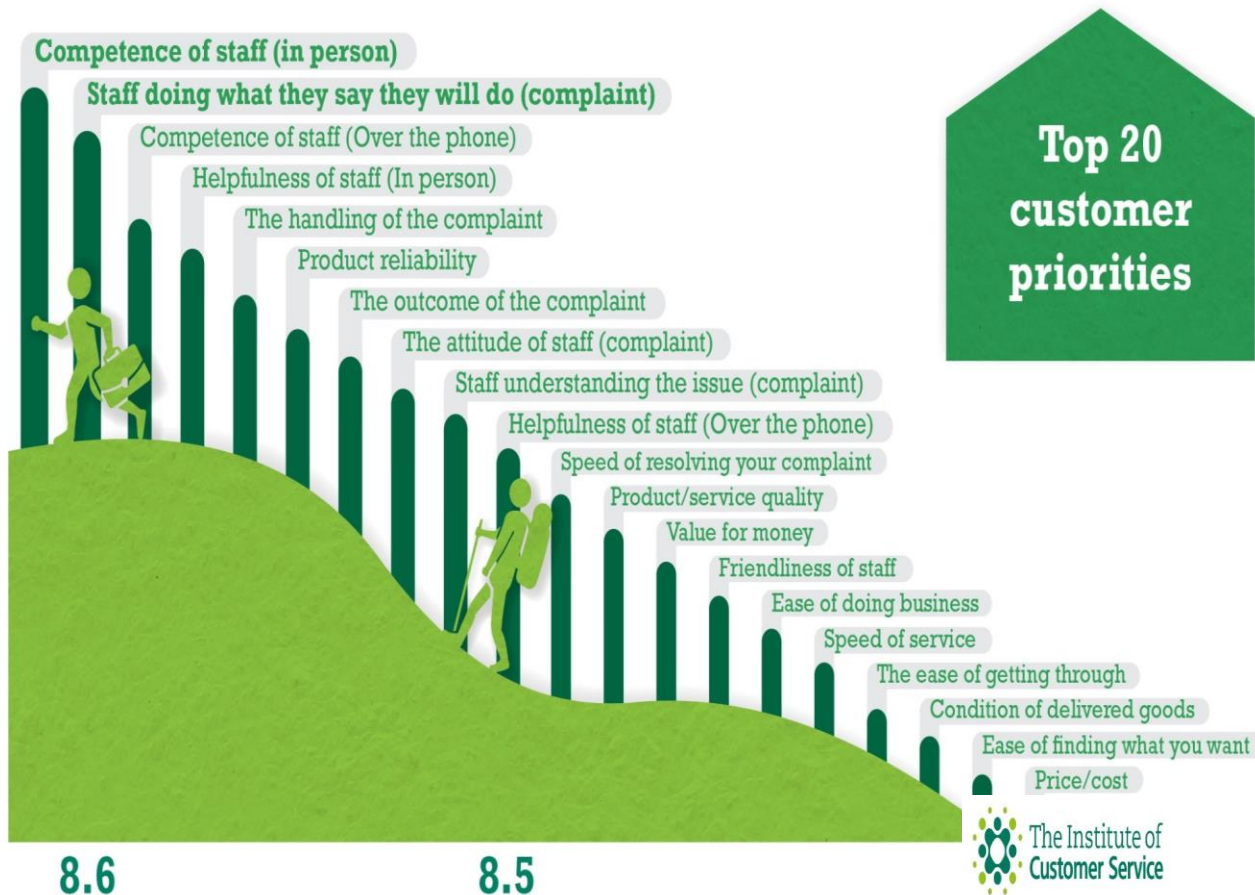 Competence of staff (in person)
Staff doing what they say they will do (complaint)
Competence of staff (Over the phone)
Helpfulness of staff (In person)
The handling of the complaint
Product reliability
The outcome of the complaint
The attitude of staff (complaint)
Staff understanding the issue (complaint)
Helpfulness of staff (Over the phone)
Speed of resolving your complaint
Product/service quality
Value for money
Friendliness of staff
Ease of doing business
Speed of service
The ease of getting through
Condition of delivered goods
Ease of finding what you want
Price/cost
Top 20
customer
priorities
8.6
8.5
The Institute of
Customer Service